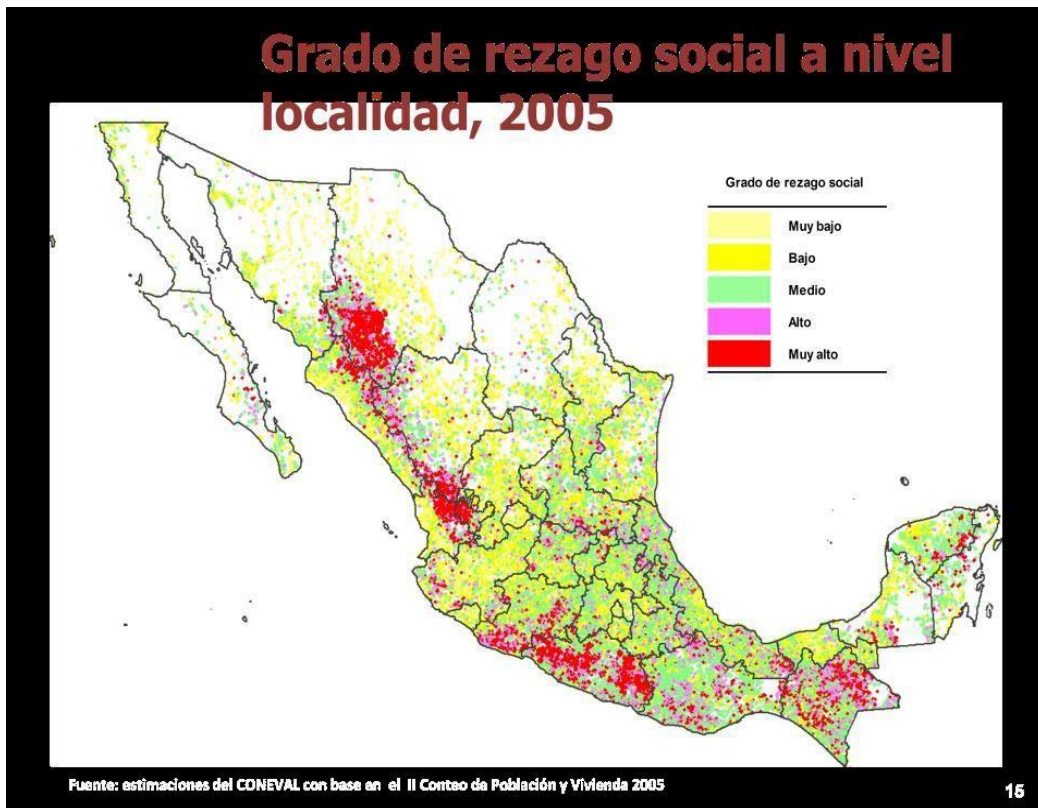 Grado de rezago social a nivel
localidad, 2005
Grado de rezago social
Muy bajo
Bajo
Medio
Alto
Muy alto
Fuente: estimaciones del CONEVAL con base en el II Conteo de Población y Vivienda 2005
15